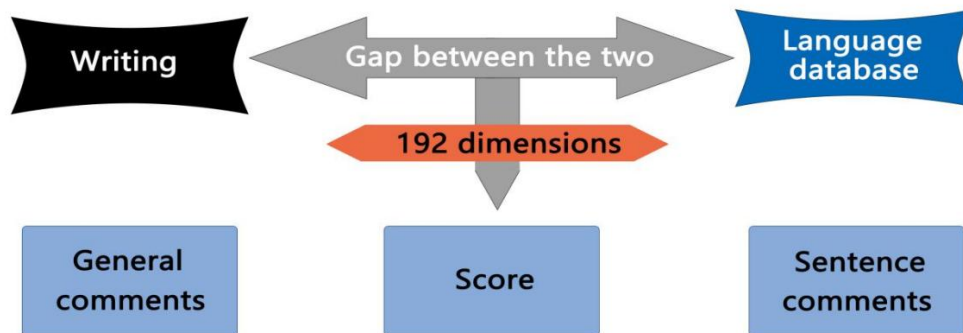 Writing
Gap between the two
Language
database
192 dimensions
General
comments
Score
Sentence
comments